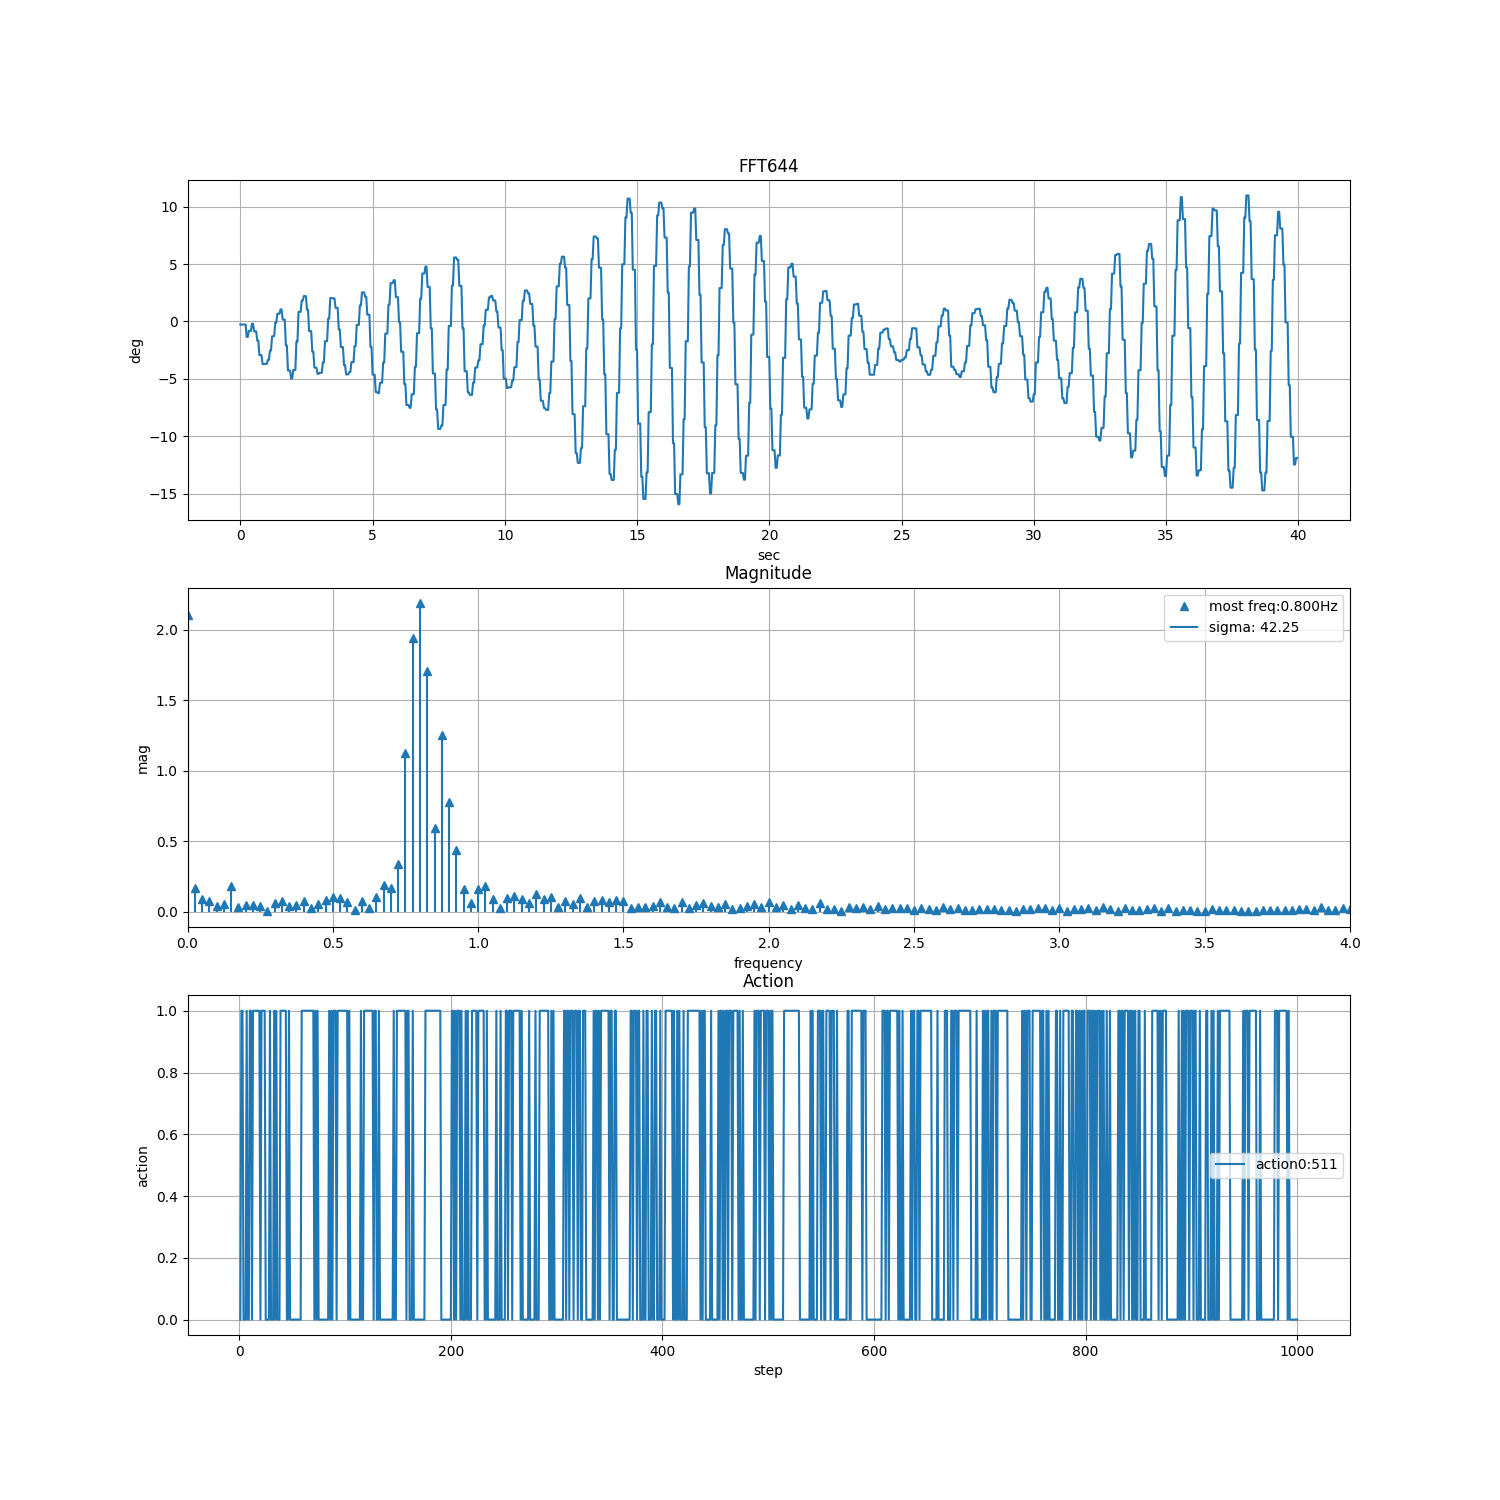 FFT644
10
5
0
−5
−10
−15
deg
0 5 10 15 20 25 30 35 40
sec
Magnitude
most freq:0.800Hz
sigma: 42.25
2.0
1.5
1.0
0.5
0.0
mag
0.0 0.5 1.0 1.5 2.0 2.5 3.0 3.5 4.0
frequency
Action
1.0
0.8
0.6
0.4
0.2
0.0
action
action0:511
0 200 400 600 800 1000
step